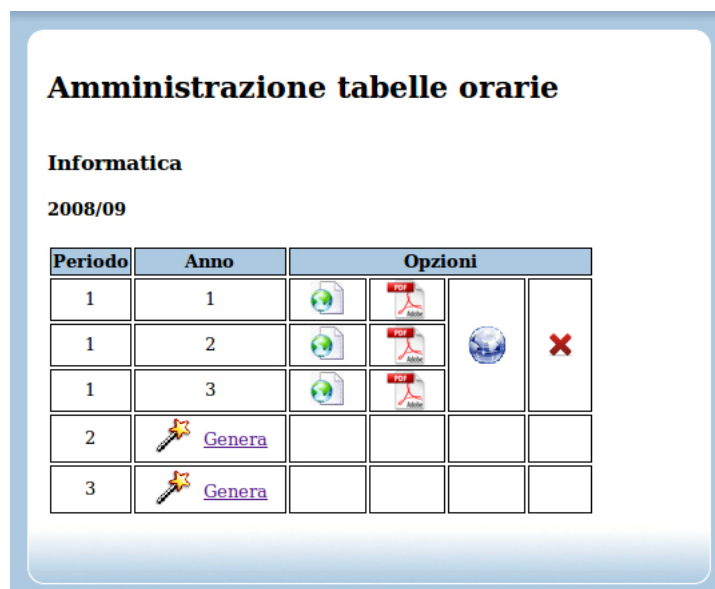 Amministrazione tabelle orarie
Informatica
2008/09
Periodo Anno Opzioni
1 1 PDF Adobe
1 2 PDF Adobe
1 3 PDF Adobe
2 Genera
3 Genera